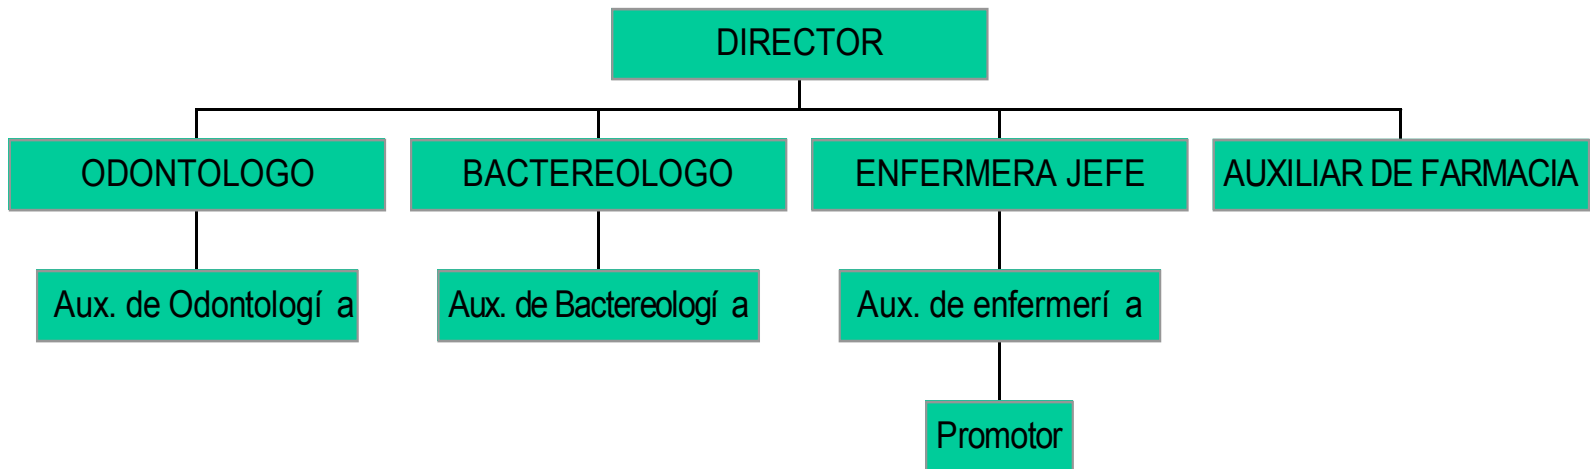 DIRECTOR
ODONTOLOGO
BACTEREOLOGO
ENFERMERA JEFE
AUXILIAR DE FARMACIA
Aux. de Odontologí a
Aux. de Bactereologí a
Aux. de enfermerí a
Promotor